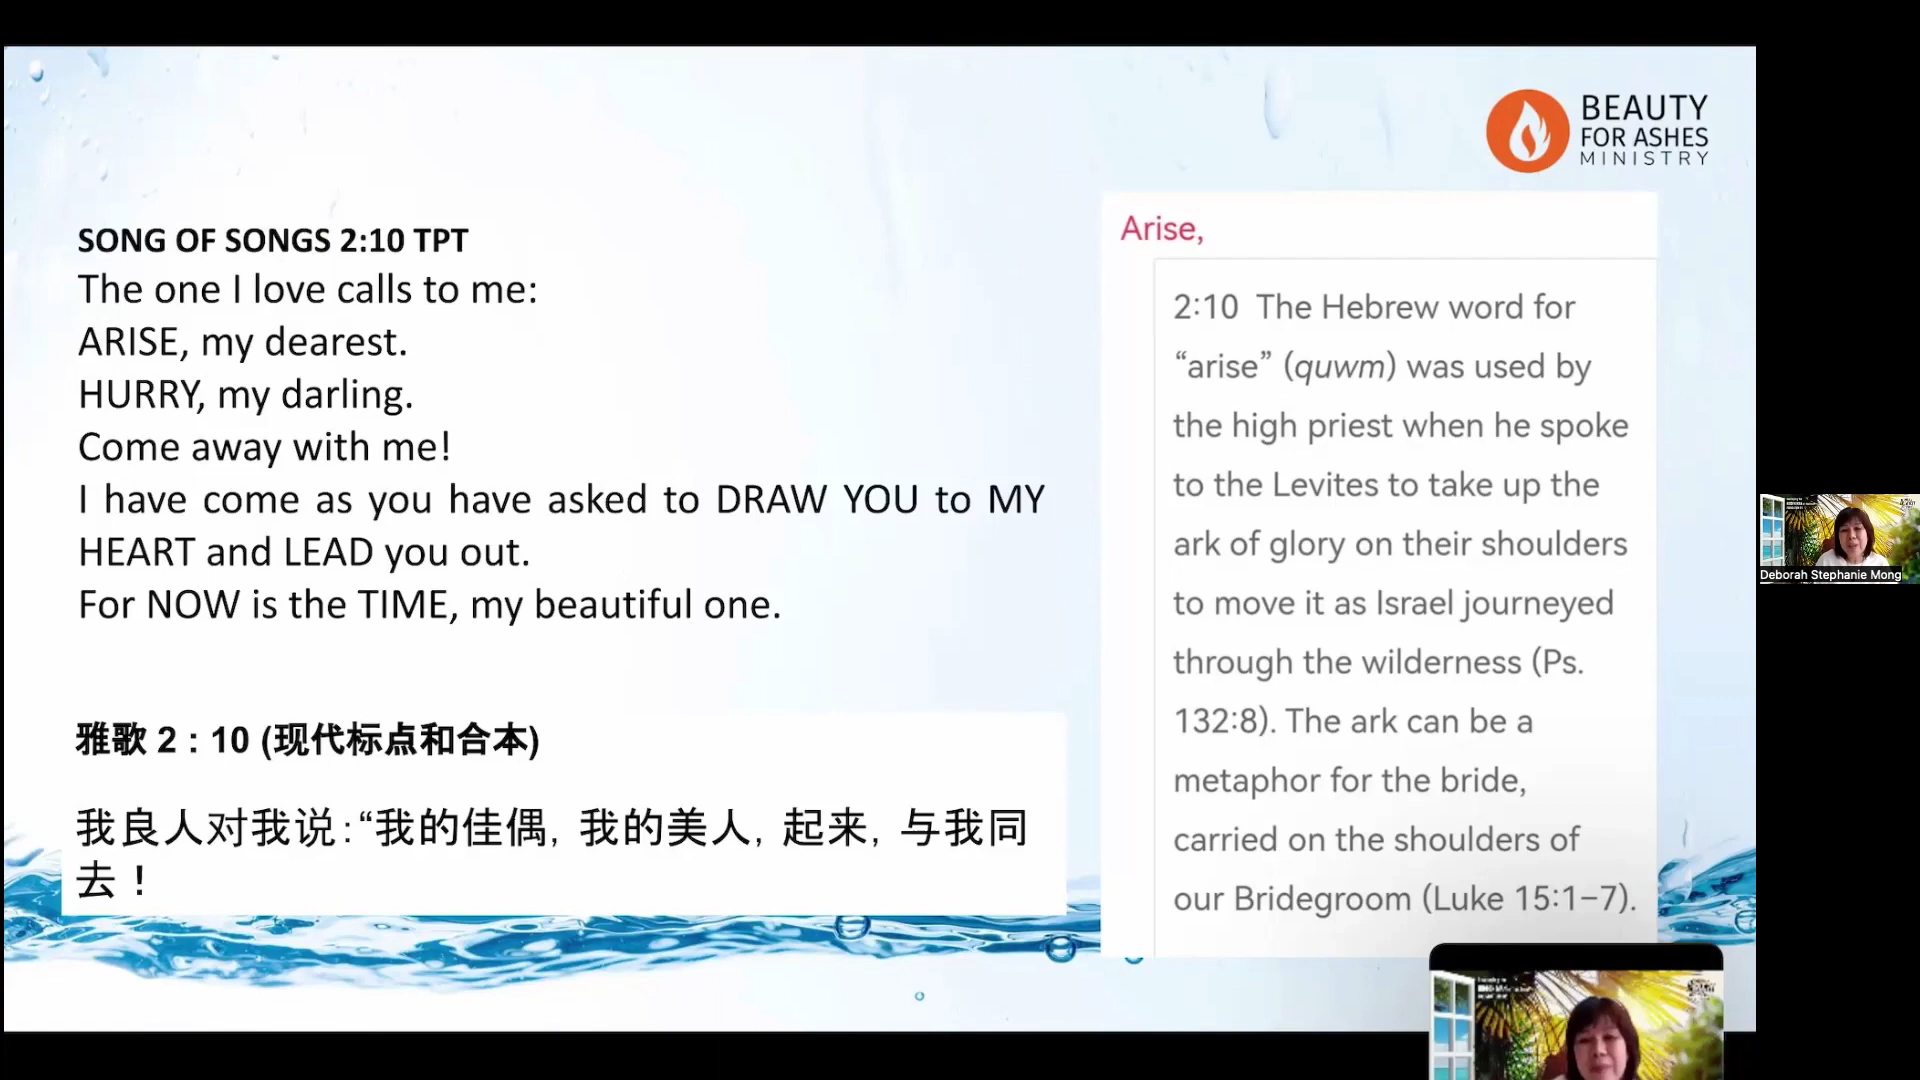 BEAUTY
FOR ASHES
MINISTRY
SONG OF SONGS 2:10 TPT
The one I love calls to me:
ARISE, my dearest.
HURRY, my darling.
Come away with me!
I have come as you have asked to DRAW YOU to MY
HEART and LEAD you out.
For NOW is the TIME, my beautiful one.
雅歌 2 : 10 (现代标点和合本)
我良人对我说:“我的佳偶, 我的美人, 起来, 与我同
去！
Arise,
2:10 The Hebrew word for
“arise” (quwm) was used by
the high priest when he spoke
to the Levites to take up the
ark of glory on their shoulders
to move it as Israel journeyed
through the wilderness (Ps.
132:8). The ark can be a
metaphor for the bride,
carried on the shoulders of
our Bridegroom (Luke 15:1–7).
Deborah Stephanie Mong